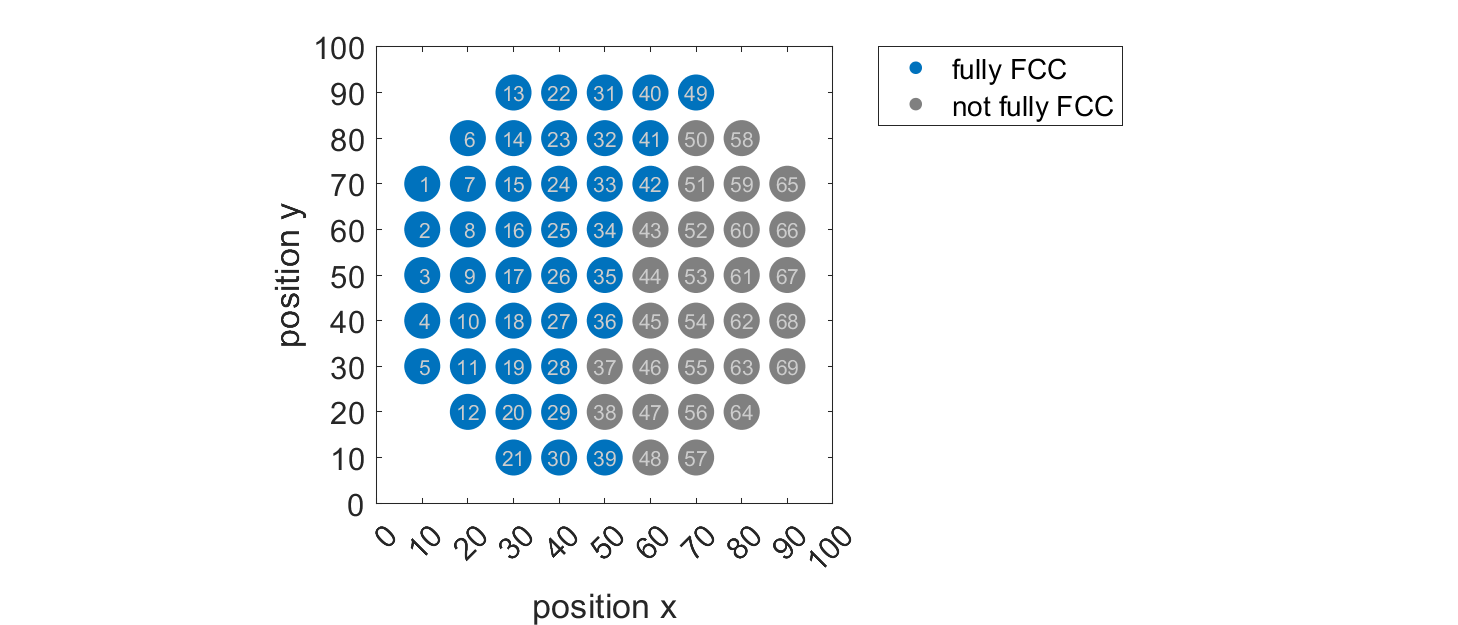 100
90 13 22 31 40 49
80 6 14 23 32 41 50 58
70 1 7 15 24 33 42 51 59 65
60 2 8 16 25 34 43 52 60 66
50 3 9 17 26 35 44 53 61 67
40 4 10 18 27 36 45 54 62 68
30 5 11 19 28 37 46 55 63 69
20 12 20 29 38 47 56 64
10 21 30 39 48 57
0
position y
0 10 20 30 40 50 60 70 80 90 100
position x
fully FCC
not fully FCC